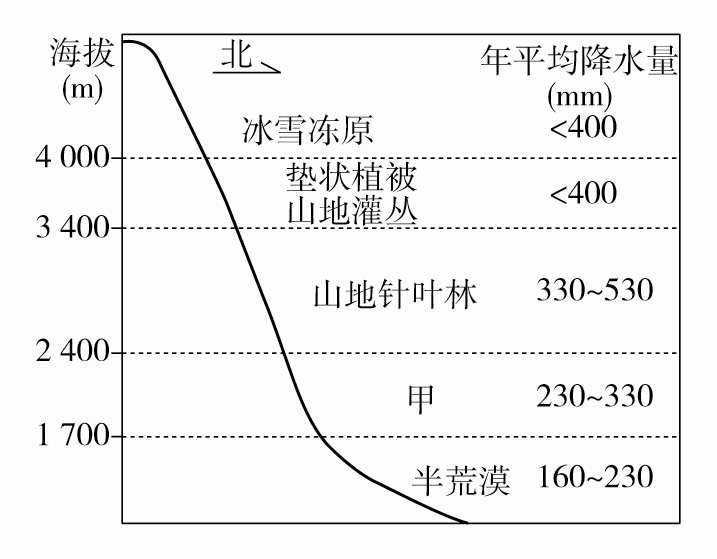 海拔
(m)
北
年平均降水量
(mm)
冰雪冻原
<400
4 000
垫状植被
山地灌丛
<400
3 400
山地针叶林
330~530
2 400
甲
230~330
1 700
半荒漠
160~230